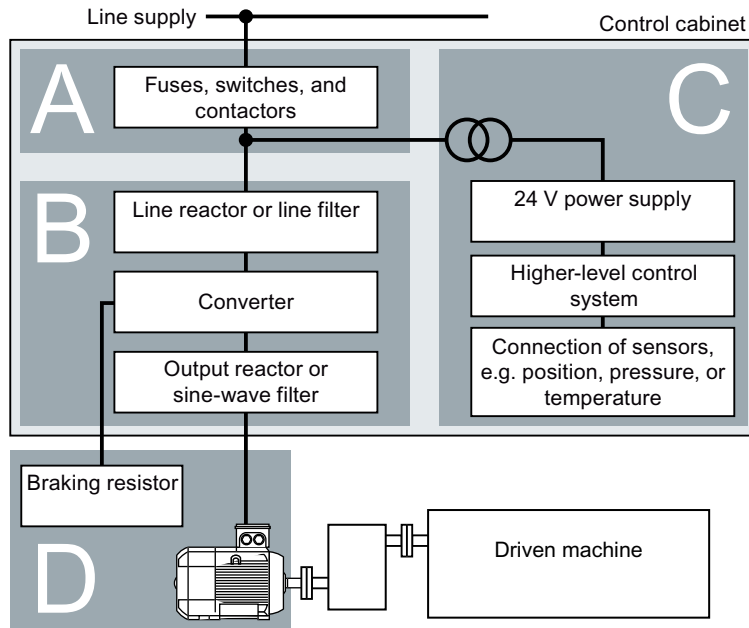 Line supply
Control cabinet
A
Fuses, switches, and
contactors
C
B
Line reactor or line filter
24 V power supply
Converter
Higher-level control
system
Output reactor or
sine-wave filter
Connection of sensors,
e.g. position, pressure, or
temperature
Braking resistor
D
Driven machine